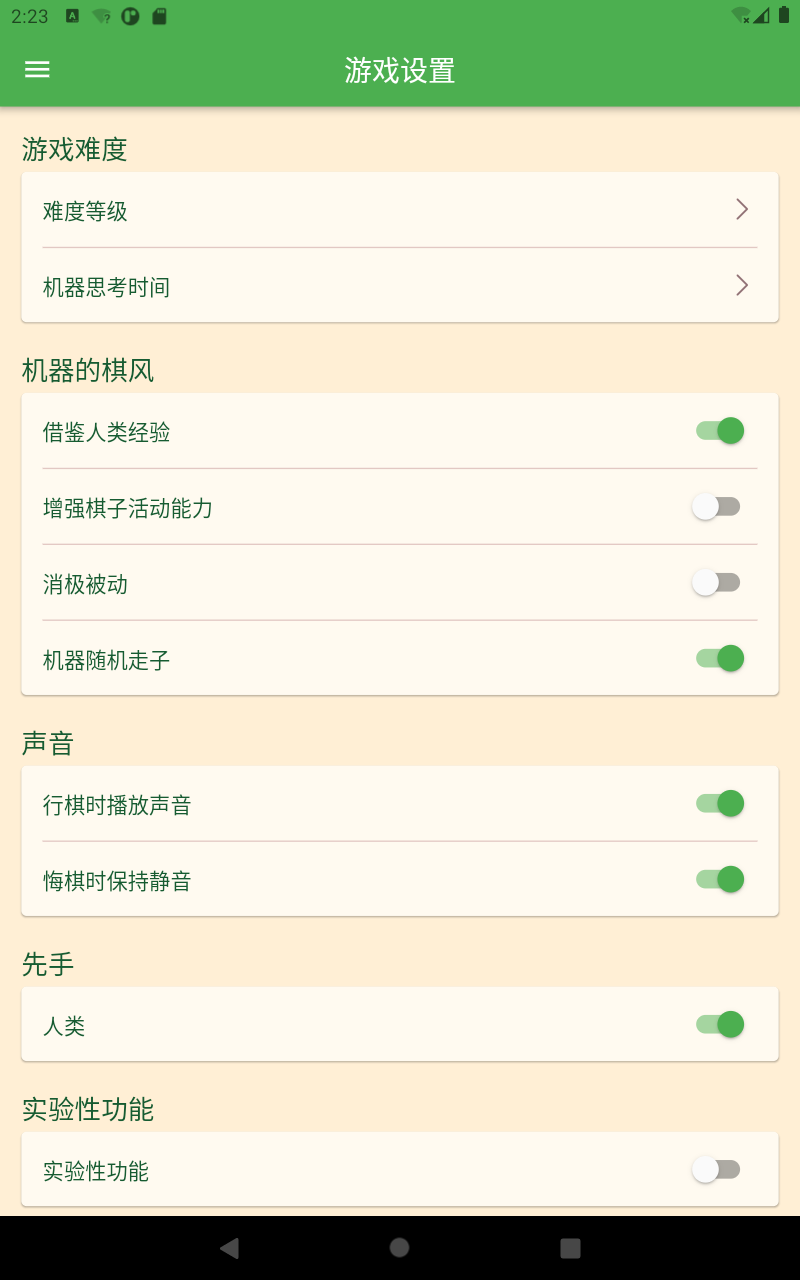 2:23
游戏设置
游戏难度
难度等级
机器思考时间
机器的棋风
借鉴人类经验
增强棋子活动能力
消极被动
机器随机走子
声音
行棋时播放声音
悔棋时保持静音
先手
人类
实验性功能
实验性功能